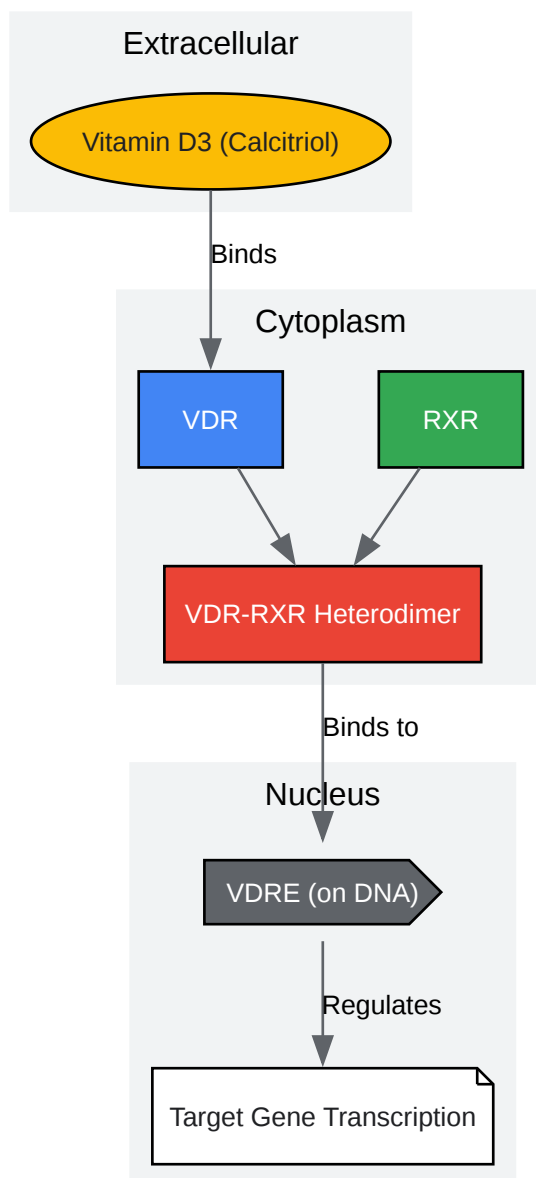 Extracellular
Vitamin D3 (Calcitriol)
Binds
Cytoplasm
VDR
RXR
VDR-RXR Heterodimer
Binds to
Nucleus
VDRE (on DNA)
Regulates
Target Gene Transcription